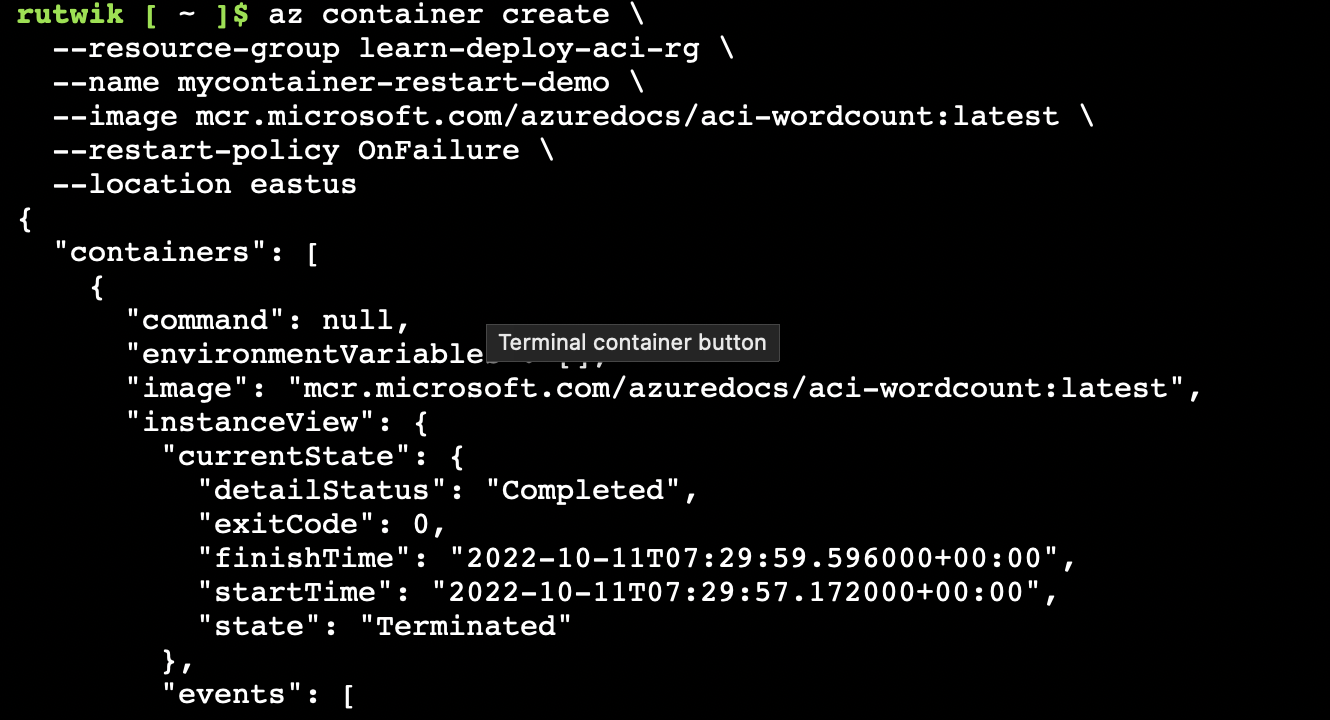 rutwik [ ~ ]$ az container create \
  --resource-group learn-deploy-aci-rg \
  --name mycontainer-restart-demo \
  --image mcr.microsoft.com/azuredocs/aci-wordcount:latest \
  --restart-policy OnFailure \
  --location eastus
{
  "containers": [
    {
      "command": null,
Terminal container button
      "environmentVariable
      "image": "mcr.microsoft.com/azuredocs/aci-wordcount:latest",
      "instanceView": {
        "currentState": {
          "detailStatus": "Completed",
          "exitCode": 0,
          "finishTime": "2022-10-11T07:29:59.596000+00:00",
          "startTime": "2022-10-11T07:29:57.172000+00:00",
          "state": "Terminated"
        },
        "events": [